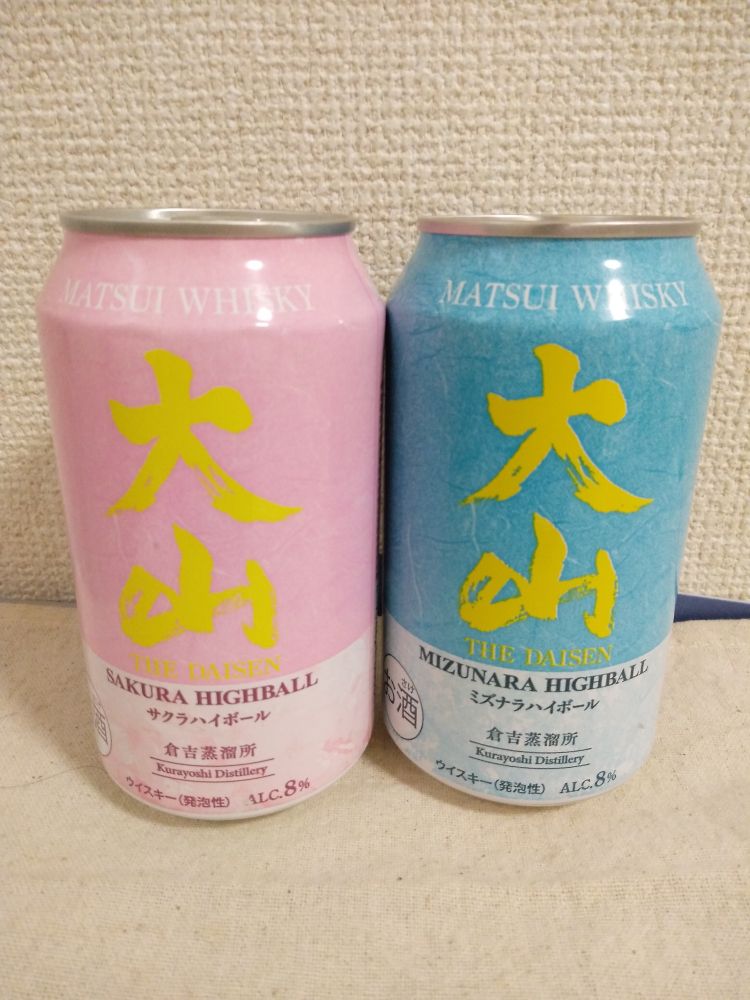 MATSUI WHISKY
大山
THE DAISEN
SAKURA HIGHBALL
サクラハイボール
倉吉蒸溜所
Kurayoshi Distillery
ウイスキー(発泡性) ALC.8%
酒
MATSUI WHISKY
大山
THE DAISEN
MIZUNARA HIGHBALL
ミズナラハイボール
倉吉蒸溜所
Kurayoshi Distillery
ウイスキー(発泡性) ALC.8%
さけ
お酒